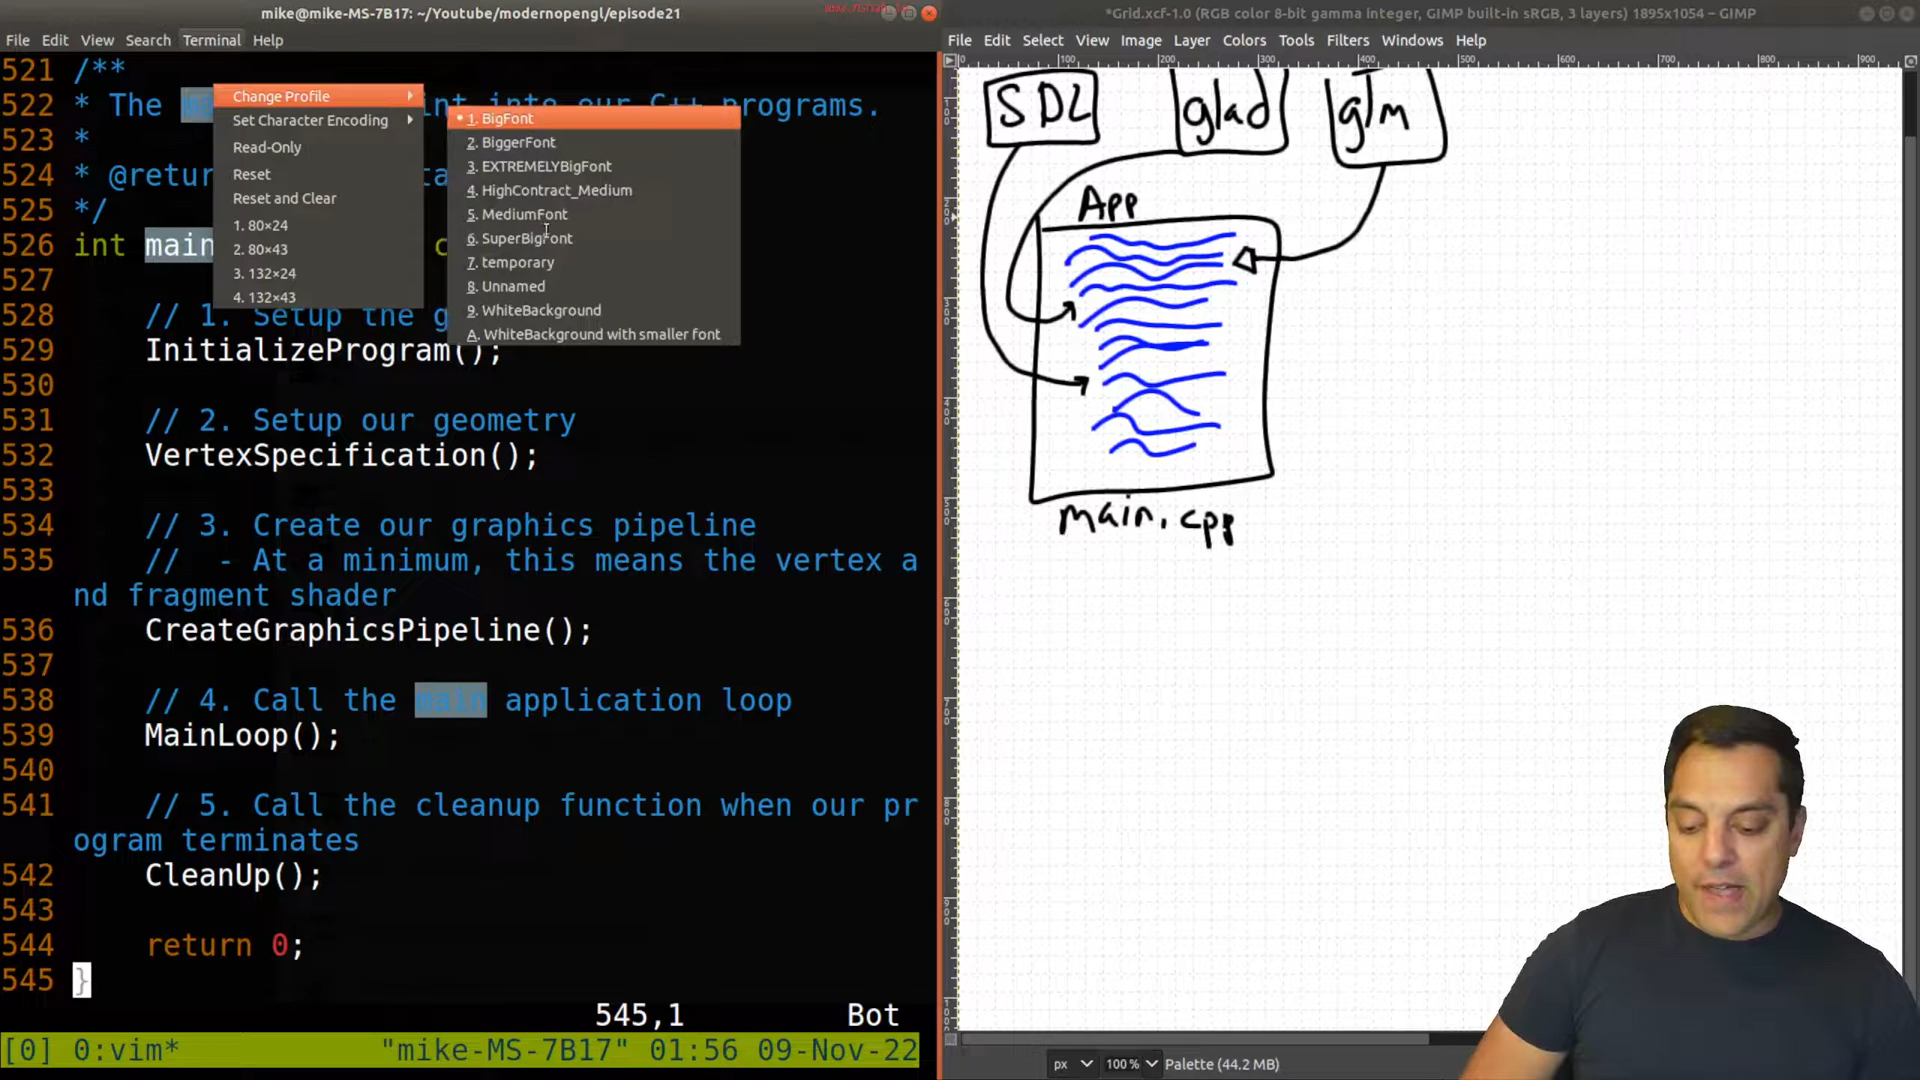 mike@mike-MS-7B17: ~/Youtube/modernopengl/episode21
File Edit View Search Terminal Help
521 /**
522 * The
int into our C++ programs.
523 *
524 * @retur
525 */
526 int main
527
528 // 1. Setup the g
529 InitializeProgram();
530
531 // 2. Setup our geometry
532 VertexSpecification();
533
534 // 3. Create our graphics pipeline
535 // - At a minimum, this means the vertex a
nd fragment shader
536 CreateGraphicsPipeline();
537
538 // 4. Call the main application loop
539 MainLoop();
540
541 // 5. Call the cleanup function when our pr
ogram terminates
542 CleanUp();
543
544 return 0;
545 }
545,1 Bot
[0] 0:vim* "mike-MS-7B17" 01:56 09-Nov-22
Change Profile
Set Character Encoding
Read-Only
Reset
Reset and Clear
1. 80×24
2. 80×43
3. 132×24
4. 132×43
1. BigFont
2. BiggerFont
3. EXTREMELYBigFont
4. HighContract_Medium
5. MediumFont
6. SuperBigFont
7. temporary
8. Unnamed
9. WhiteBackground
A. WhiteBackground with smaller font
*Grid.xcf-1.0 (RGB color 8-bit gamma integer, GIMP built-in sRGB, 3 layers) 1895x1054 – GIMP
File Edit Select View Image Layer Colors Tools Filters Windows Help
0 100 200 300 400 500 600 700 800 900
SDL glad glm
App
main.cpp
px 100% Palette (44.2 MB)